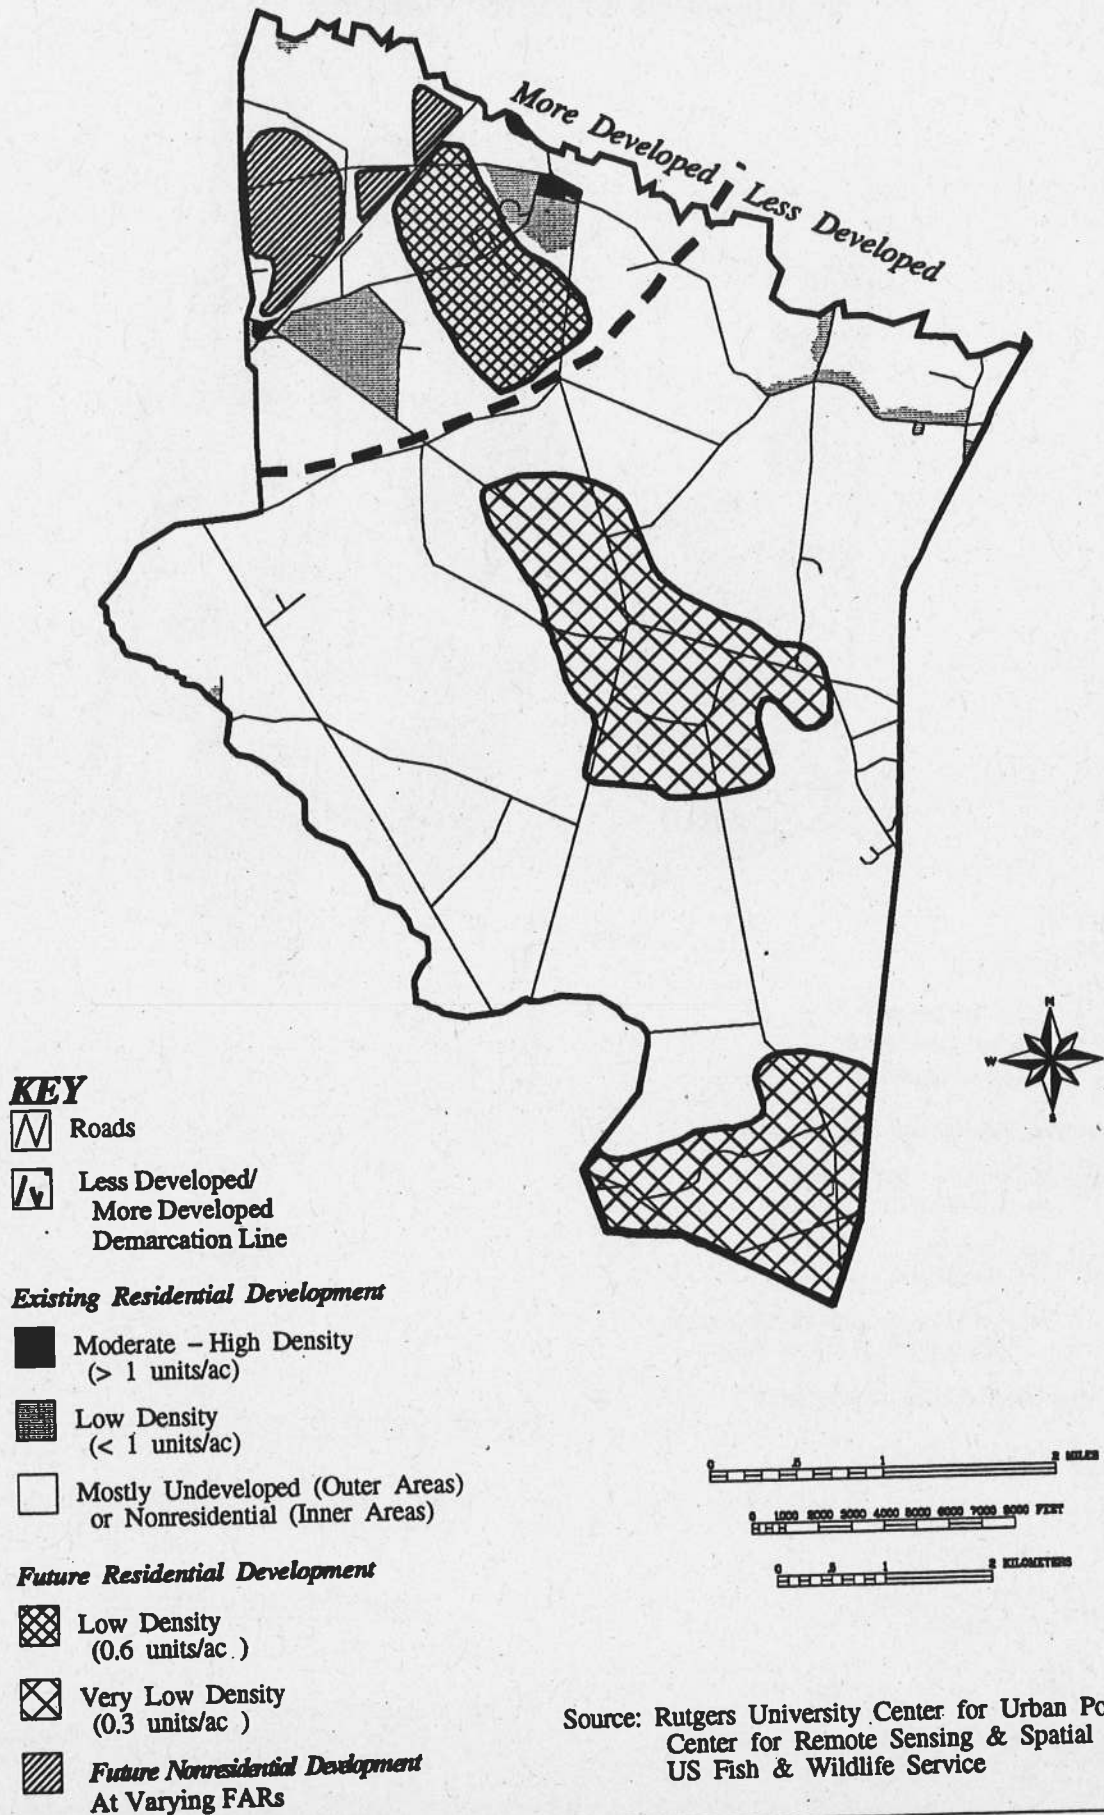 More Developed
Less Developed
N
W
S
KEY
Roads
Less Developed/
More Developed
Demarcation Line
Existing Residential Development
Moderate – High Density
(> 1 units/ac)
Low Density
(< 1 units/ac)
Mostly Undeveloped (Outer Areas)
or Nonresidential (Inner Areas)
Future Residential Development
Low Density
(0.6 units/ac.)
Very Low Density
(0.3 units/ac )
Future Nonresidential Development
At Varying FARs
0 .5 1 2 MILES
0 1000 2000 3000 4000 5000 6000 7000 8000 FEET
0 .5 1 2 KILOMETERS
Source: Rutgers University Center for Urban Po
Center for Remote Sensing & Spatial
US Fish & Wildlife Service